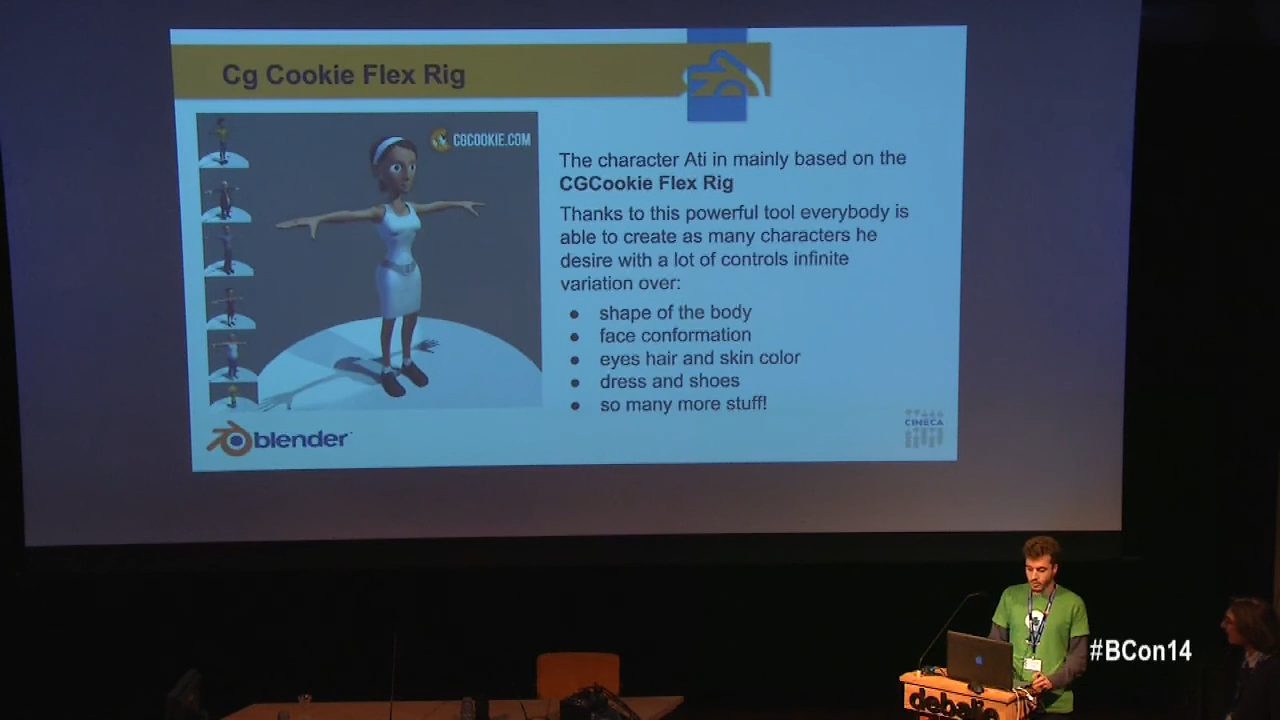 Cg Cookie Flex Rig
CGCOOKIE.COM
The character Ati in mainly based on the
CGCookie Flex Rig
Thanks to this powerful tool everybody is
able to create as many characters he
desire with a lot of controls infinite
variation over:
● shape of the body
● face conformation
● eyes hair and skin color
● dress and shoes
● so many more stuff!
blender
CINECA
#BCon14
debalie